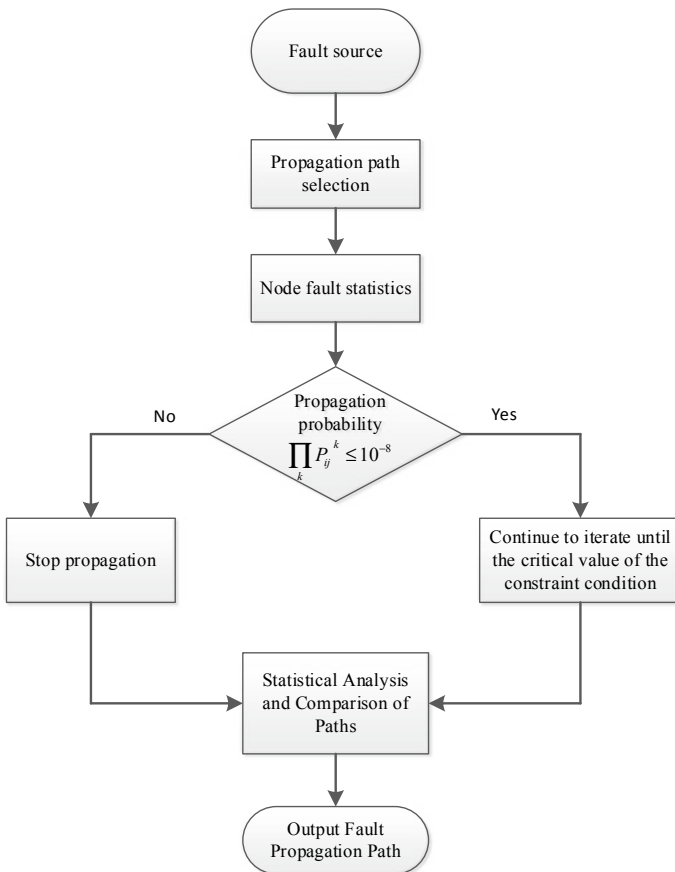 Fault source
Propagation path
selection
Node fault statistics
Propagation
probability
∏ₖ Pᵢⱼᵏ ≤ 10⁻⁸
No
Yes
Stop propagation
Continue to iterate until
the critical value of the
constraint condition
Statistical Analysis
and Comparison of
Paths
Output Fault
Propagation Path